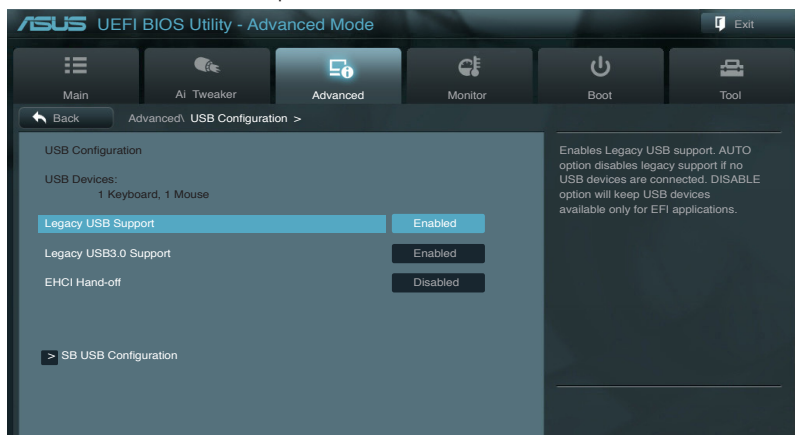 ASUS UEFI BIOS Utility - Advanced Mode
Exit
Main
Ai Tweaker
Advanced
Monitor
Boot
Tool
Back
Advanced\ USB Configuration >
USB Configuration
USB Devices:
1 Keyboard, 1 Mouse
Legacy USB Support Enabled
Legacy USB3.0 Support Enabled
EHCI Hand-off Disabled
> SB USB Configuration
Enables Legacy USB support. AUTO
option disables legacy support if no
USB devices are connected. DISABLE
option will keep USB devices
available only for EFI applications.